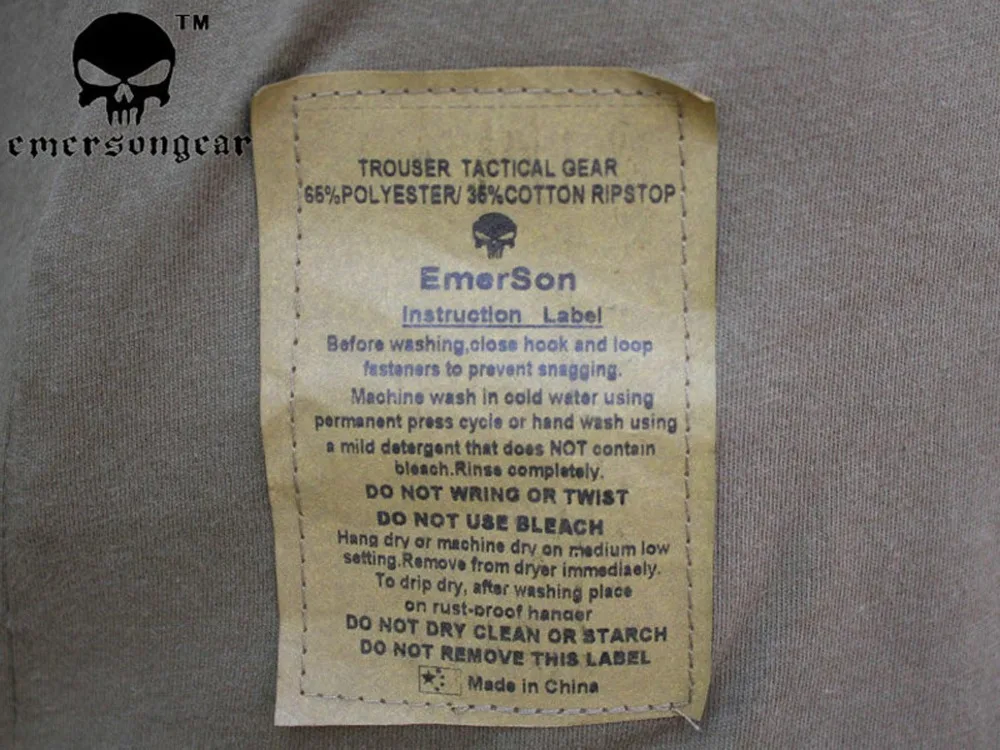 TM
emersongear
TROUSER TACTICAL GEAR
65%POLYESTER/ 35%COTTON RIPSTOP
EmerSon
Instruction Label
Before washing,close hook and loop
fasteners to prevent snagging.
Machine wash in cold water using
permanent press cycle or hand wash using
a mild detergent that does NOT contain
bleach.Rinse completely.
DO NOT WRING OR TWIST
DO NOT USE BLEACH
Hang dry or machine dry on medium low
setting.Remove from dryer immediaely.
To drip dry, after washing place
on rust-proof hanger
DO NOT DRY CLEAN OR STARCH
DO NOT REMOVE THIS LABEL
Made in China